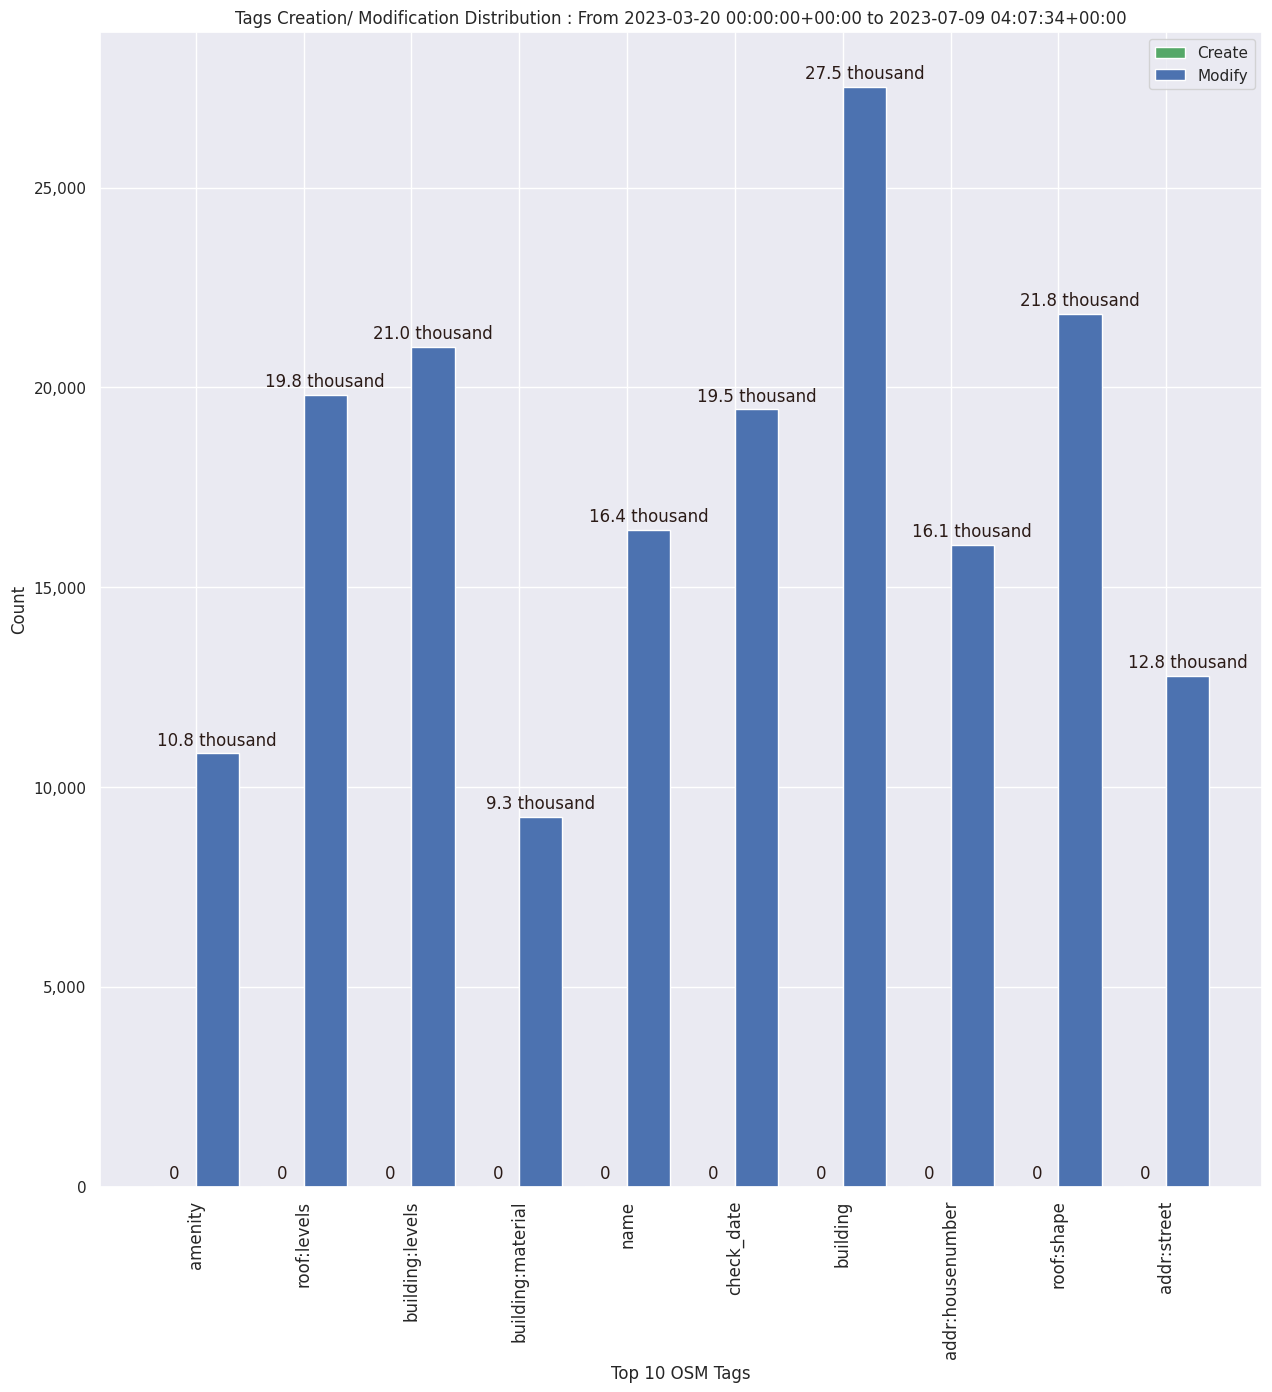 Tags Creation/ Modification Distribution : From 2023-03-20 00:00:00+00:00 to 2023-07-09 04:07:34+00:00
Create
Modify
27.5 thousand
25,000
21.8 thousand
21.0 thousand
20,000
19.8 thousand
19.5 thousand
16.4 thousand
16.1 thousand
15,000
12.8 thousand
10.8 thousand
10,000
9.3 thousand
5,000
0
0
0
0
0
0
0
0
0
0
0
Count
amenity
roof:levels
building:levels
building:material
name
check_date
building
addr:housenumber
roof:shape
addr:street
Top 10 OSM Tags